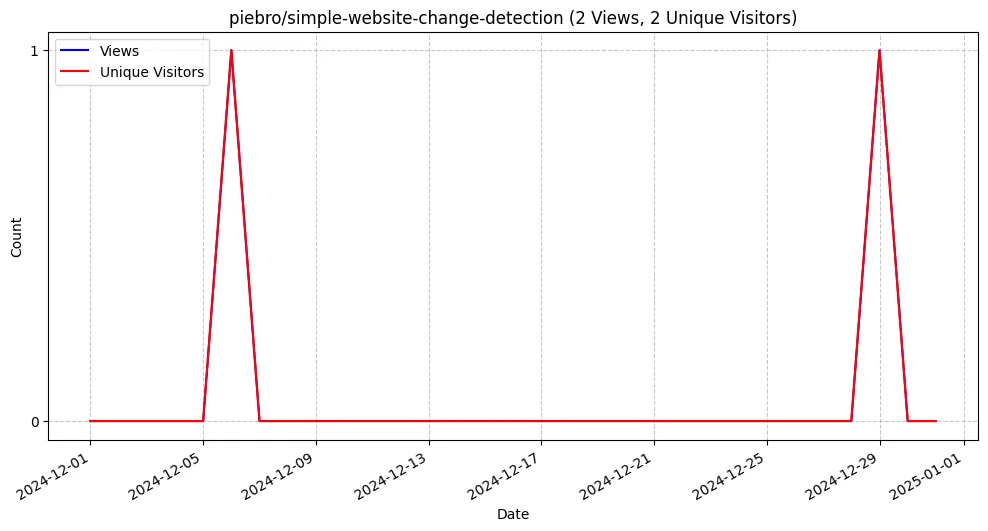 piebro/simple-website-change-detection (2 Views, 2 Unique Visitors)
Views
Unique Visitors
1
0
Count
2024-12-01
2024-12-05
2024-12-09
2024-12-13
2024-12-17
2024-12-21
2024-12-25
2024-12-29
2025-01-01
Date